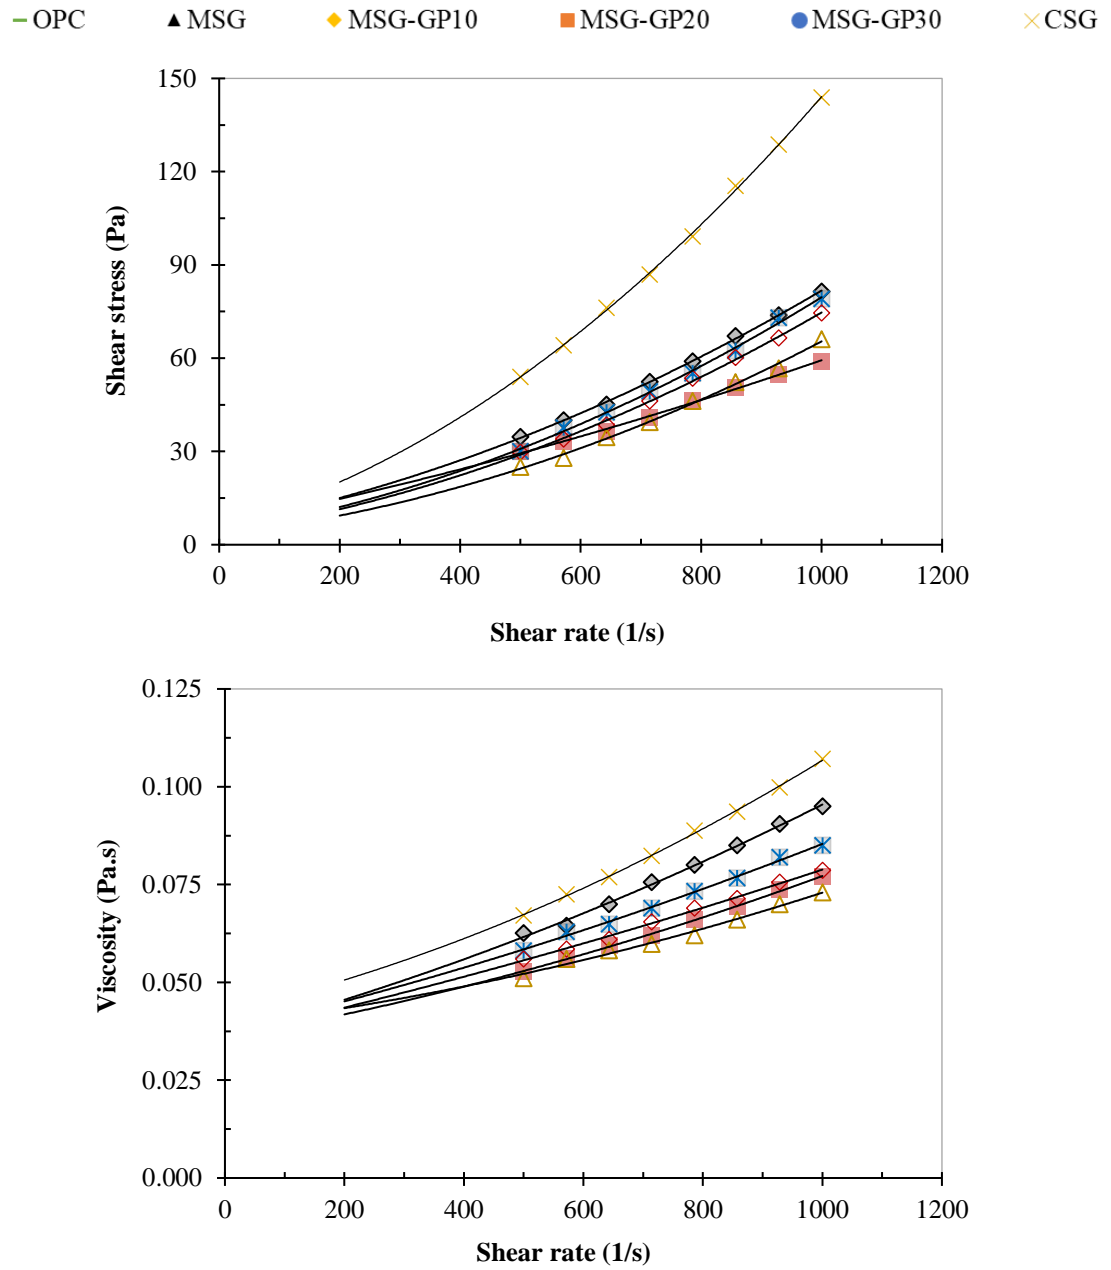 OPC MSG MSG-GP10 MSG-GP20 MSG-GP30 CSG
150
120
90
60
30
0
0 200 400 600 800 1000 1200
Shear stress (Pa)
Shear rate (1/s)
0.125
0.100
0.075
0.050
0.025
0.000
0 200 400 600 800 1000 1200
Viscosity (Pa.s)
Shear rate (1/s)